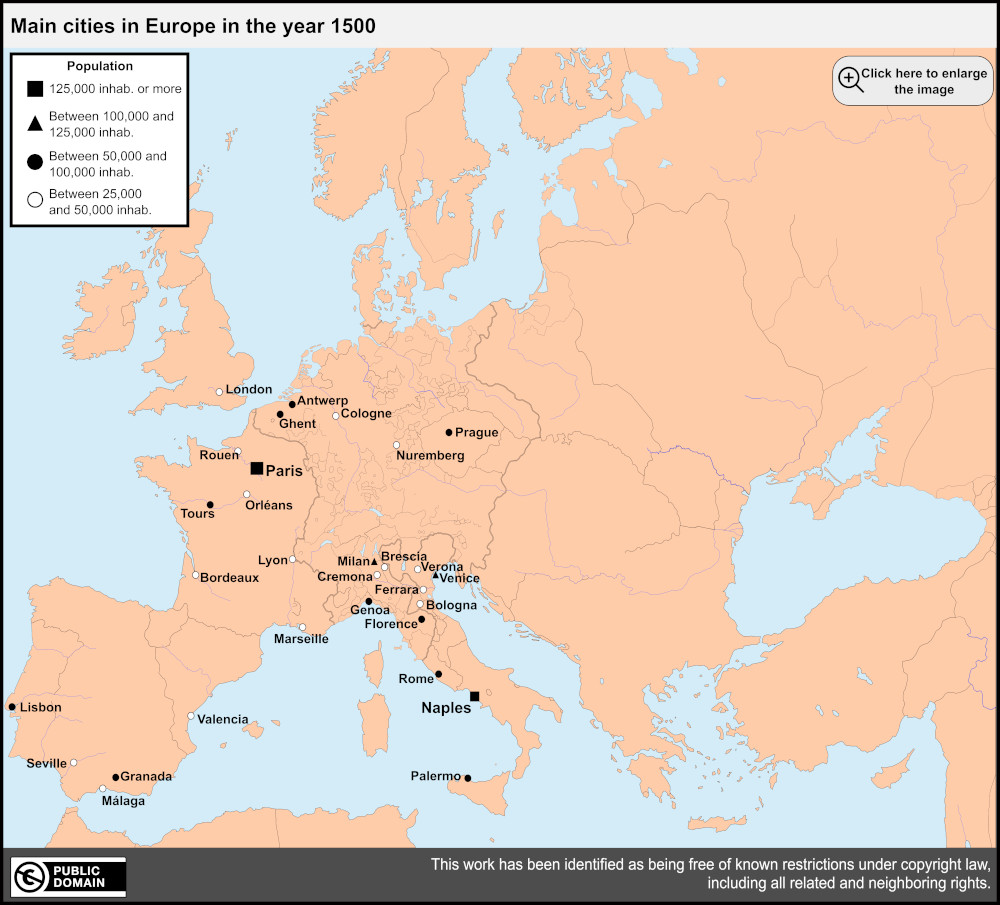 Main cities in Europe in the year 1500
Population
125,000 inhab. or more
Between 100,000 and
125,000 inhab.
Between 50,000 and
100,000 inhab.
Between 25,000
and 50,000 inhab.
Click here to enlarge
the image
London
Antwerp
Ghent
Cologne
Prague
Nuremberg
Rouen
Paris
Orléans
Tours
Lyon
Bordeaux
Milan
Brescia
Verona
Cremona
Venice
Ferrara
Bologna
Genoa
Florence
Marseille
Rome
Naples
Lisbon
Valencia
Seville
Granada
Málaga
Palermo
PUBLIC
DOMAIN
This work has been identified as being free of known restrictions under copyright law,
including all related and neighboring rights.